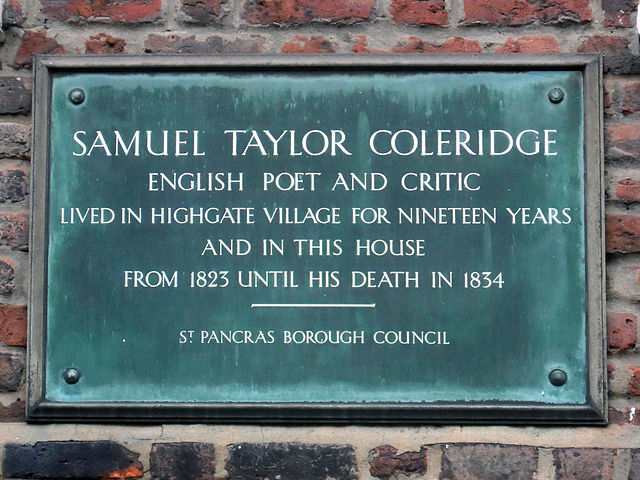 SAMUEL TAYLOR COLERIDGE
ENGLISH POET AND CRITIC
LIVED IN HIGHGATE VILLAGE FOR NINETEEN YEARS
AND IN THIS HOUSE
FROM 1823 UNTIL HIS DEATH IN 1834
ST PANCRAS BOROUGH COUNCIL